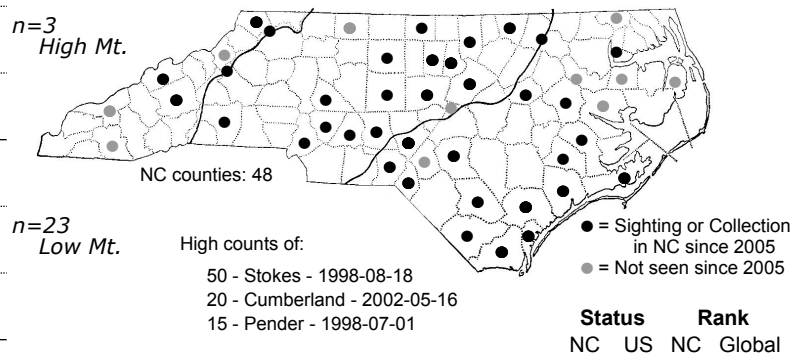 n=3
High Mt.
NC counties: 48
n=23
Low Mt.
High counts of:
50 - Stokes - 1998-08-18
20 - Cumberland - 2002-05-16
15 - Pender - 1998-07-01
= Sighting or Collection
in NC since 2005
= Not seen since 2005
Status Rank
NC US NC Global